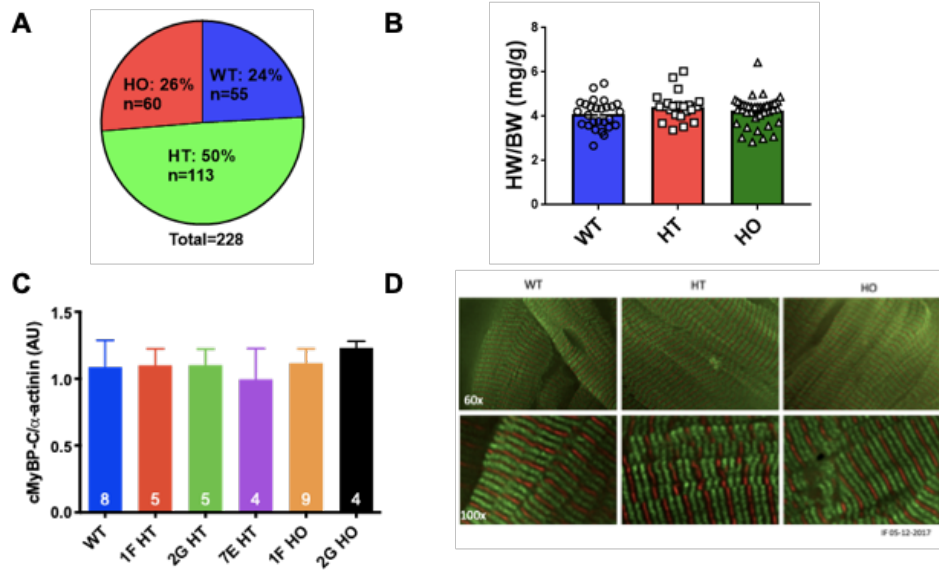 A
HO: 26%
n=60
WT: 24%
n=55
HT: 50%
n=113
Total=228
B
HW/BW (mg/g)
8
6
4
2
0
WT
HT
HO
C
cMyBP-C/α-actinin (AU)
1.5
1.0
0.5
0.0
8
5
5
4
9
4
WT
1F HT
2G HT
7E HT
1F HO
2G HO
D
WT
HT
HO
60x
100x
IF 05-12-2017